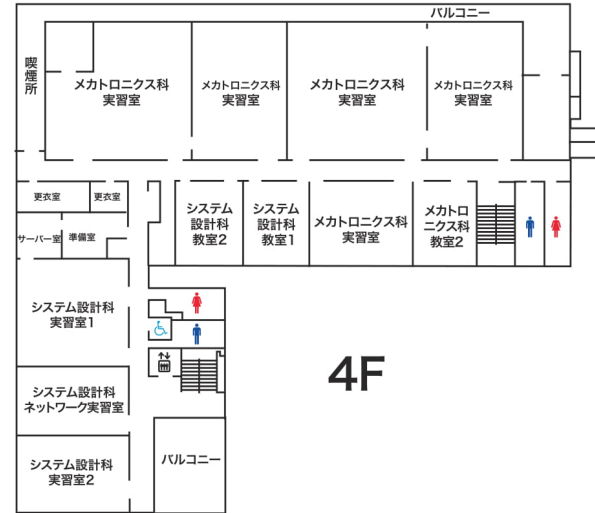 バルコニー
喫煙所
メカトロニクス科
実習室
メカトロニクス科
実習室
メカトロニクス科
実習室
メカトロニクス科
実習室
更衣室
更衣室
システム
設計科
教室2
システム
設計科
教室1
メカトロニクス科
実習室
メカトロ
ニクス科
教室2
サーバー室
準備室
システム設計科
実習室1
4F
システム設計科
ネットワーク実習室
システム設計科
実習室2
バルコニー